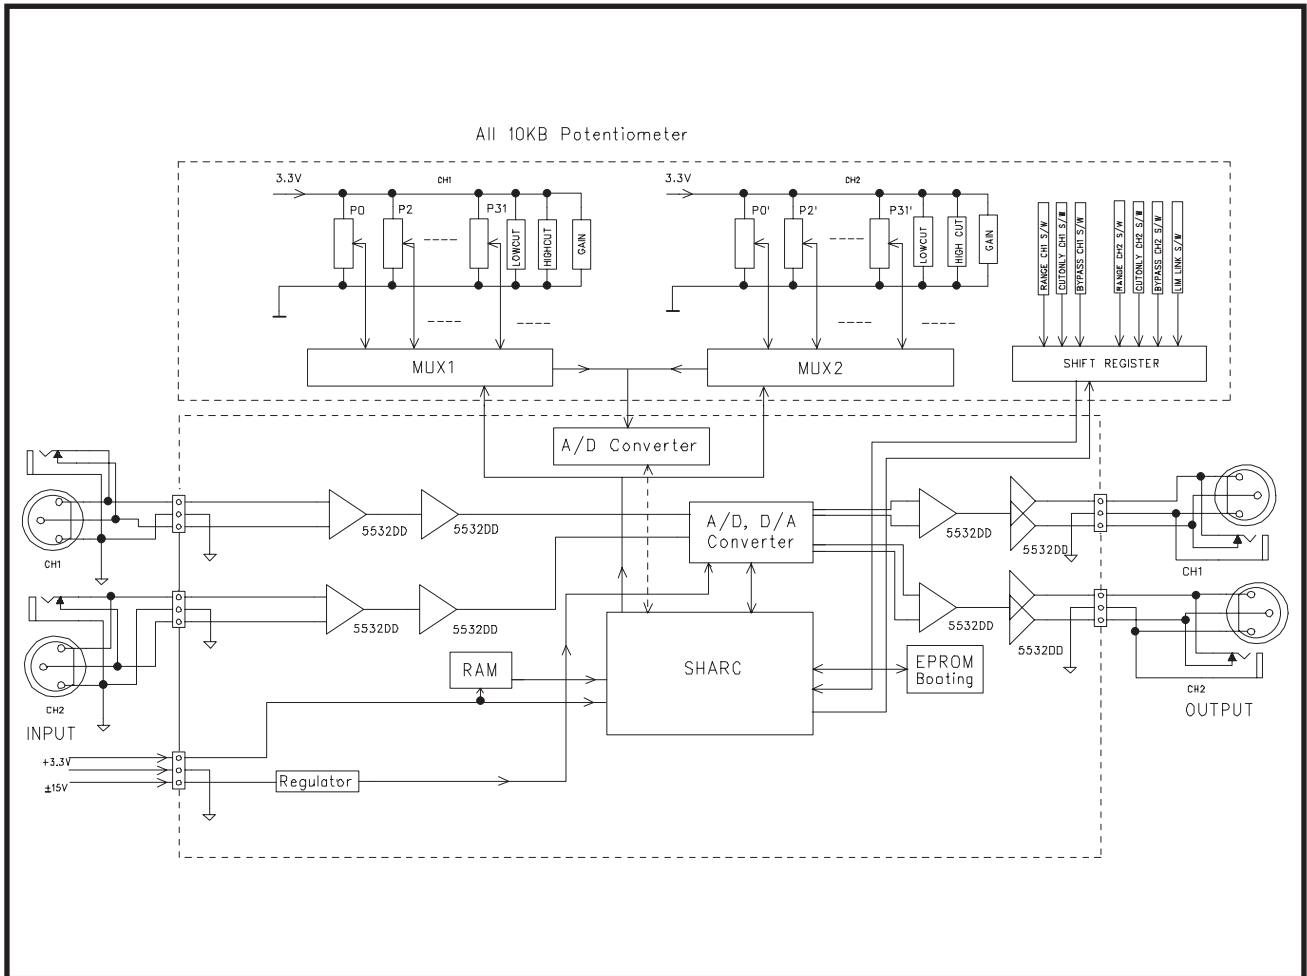 All 10KB Potentiometer
3.3V
CH1
P0
P2
P31
LOWCUT
HIGHCUT
GAIN
3.3V
CH2
P0'
P2'
P31'
LOWCUT
HIGH CUT
GAIN
RANGE CH1 S/W
CUTONLY CH1 S/W
BYPASS CH1 S/W
RANGE CH2 S/W
CUTONLY CH2 S/W
BYPASS CH2 S/W
LIM LINK S/W
MUX1
MUX2
SHIFT REGISTER
A/D Converter
5532DD
5532DD
A/D, D/A
Converter
5532DD
5532DD
CH1
CH1
5532DD
5532DD
5532DD
5532DD
RAM
SHARC
EPROM
Booting
CH2
INPUT
CH2
OUTPUT
+3.3V
±15V
Regulator